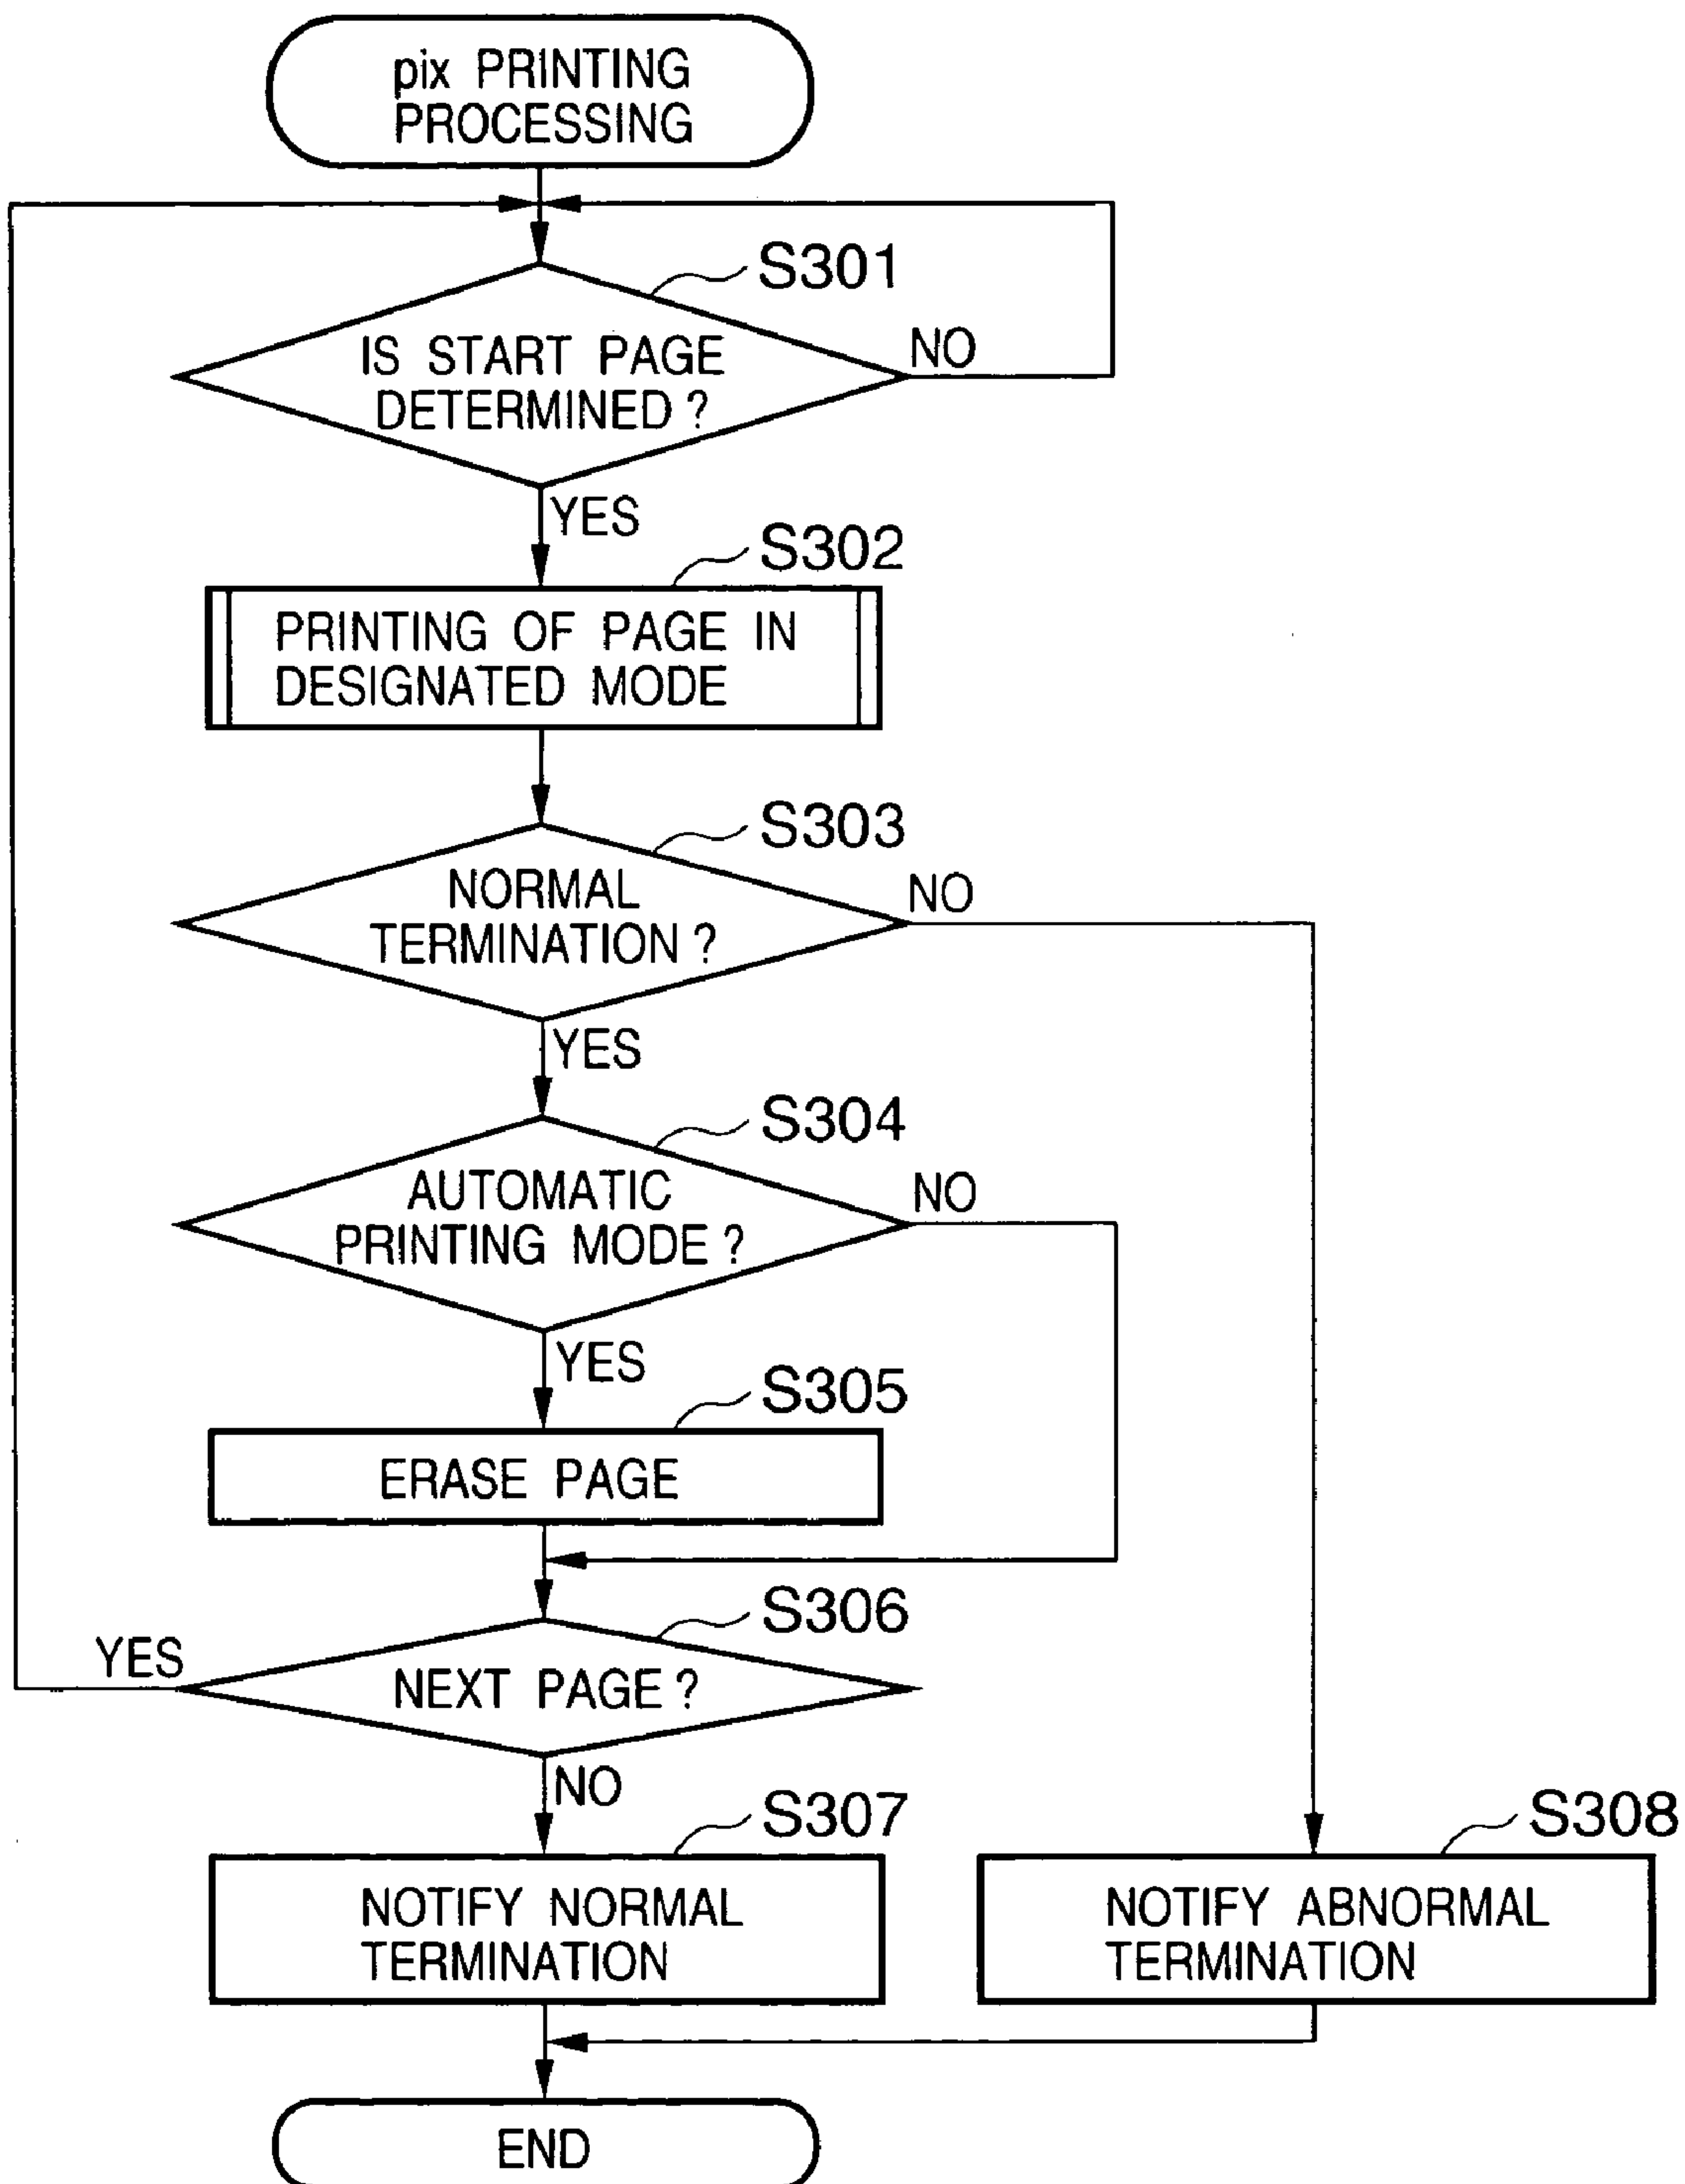 pix PRINTING
PROCESSING
S301
IS START PAGE
DETERMINED ?
NO
YES
S302
PRINTING OF PAGE IN
DESIGNATED MODE
S303
NORMAL
TERMINATION ?
NO
YES
S304
AUTOMATIC
PRINTING MODE ?
NO
YES
S305
ERASE PAGE
S306
YES
NEXT PAGE ?
NO
S307
S308
NOTIFY NORMAL
TERMINATION
NOTIFY ABNORMAL
TERMINATION
END